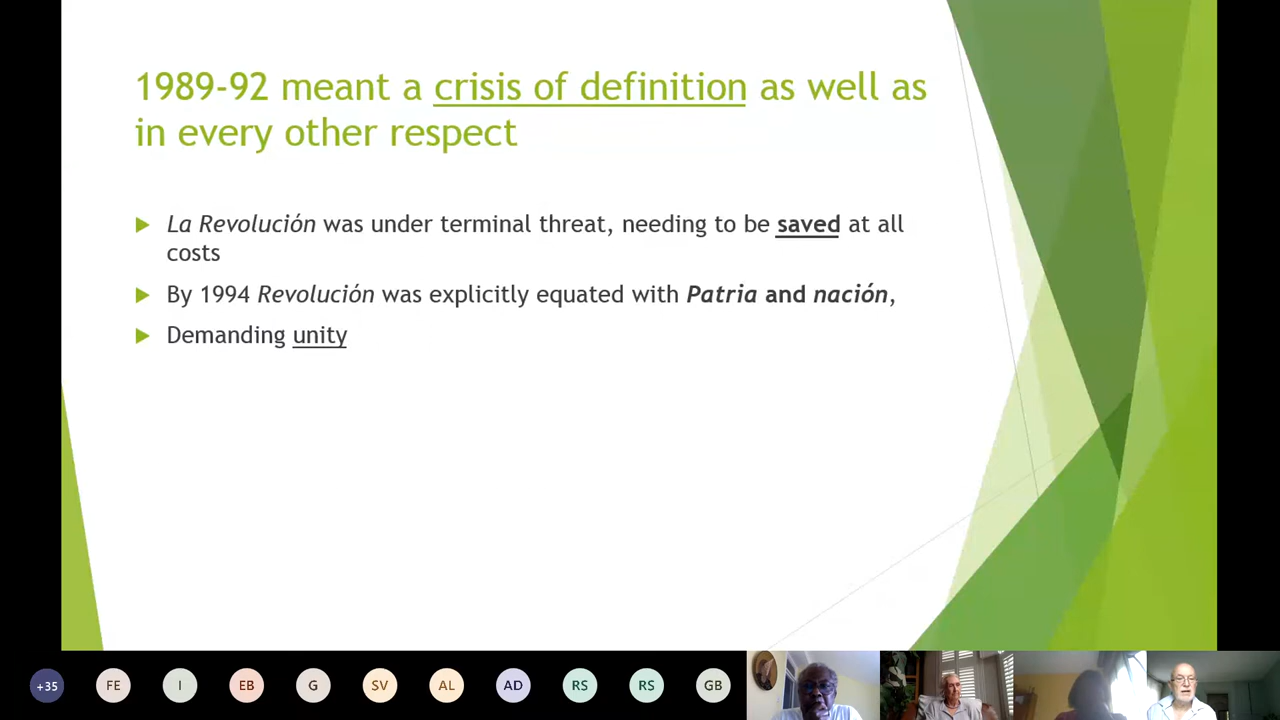 1989-92 meant a crisis of definition as well as
in every other respect
La Revolución was under terminal threat, needing to be saved at all
costs
By 1994 Revolución was explicitly equated with Patria and nación,
Demanding unity
+35 FE I EB G SV AL AD RS RS GB